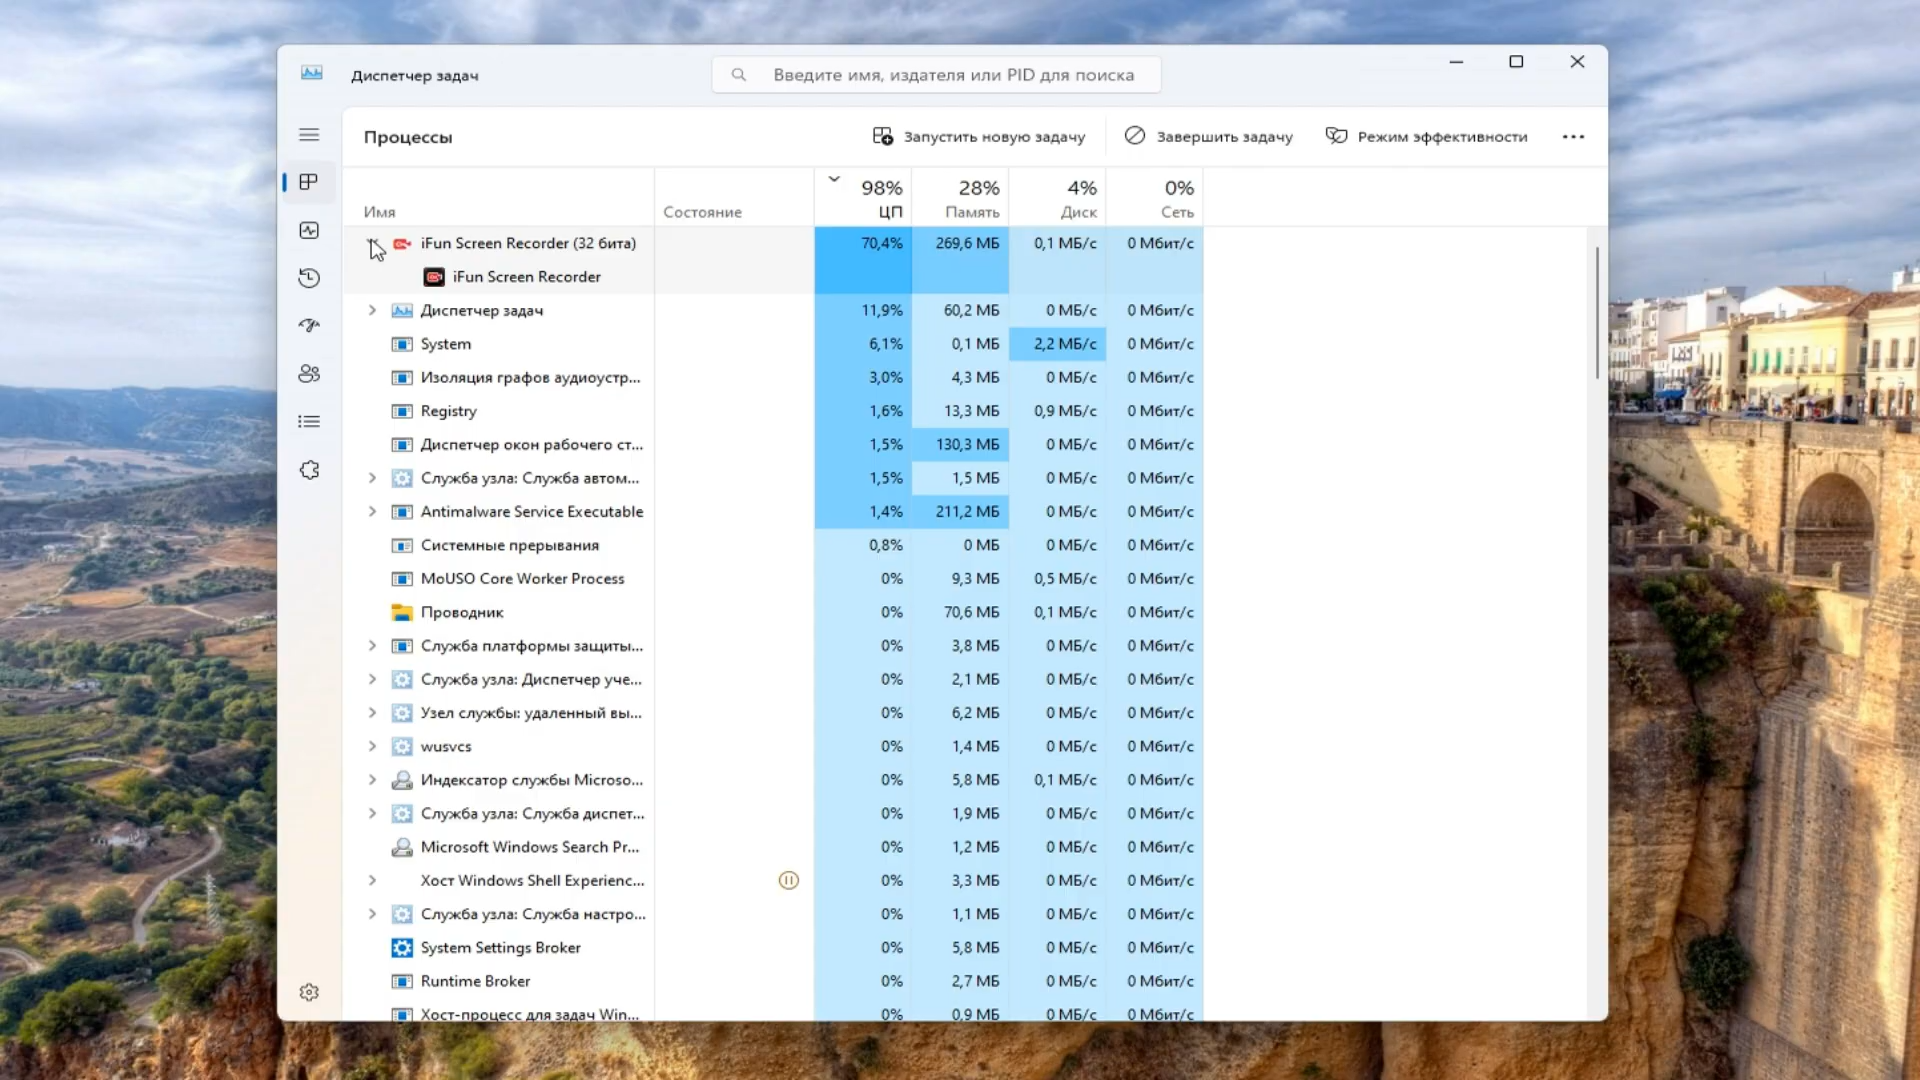 Диспетчер задач
Введите имя, издателя или PID для поиска
Процессы
Запустить новую задачу
Завершить задачу
Режим эффективности
98% 28% 4% 0%
Имя Состояние ЦП Память Диск Сеть
iFun Screen Recorder (32 бита) 70,4% 269,6 МБ 0,1 МБ/с 0 Мбит/с
iFun Screen Recorder
Диспетчер задач 11,9% 60,2 МБ 0 МБ/с 0 Мбит/с
System 6,1% 0,1 МБ 2,2 МБ/с 0 Мбит/с
Изоляция графов аудиоустр... 3,0% 4,3 МБ 0 МБ/с 0 Мбит/с
Registry 1,6% 13,3 МБ 0,9 МБ/с 0 Мбит/с
Диспетчер окон рабочего ст... 1,5% 130,3 МБ 0 МБ/с 0 Мбит/с
Служба узла: Служба автом... 1,5% 1,5 МБ 0 МБ/с 0 Мбит/с
Antimalware Service Executable 1,4% 211,2 МБ 0 МБ/с 0 Мбит/с
Системные прерывания 0,8% 0 МБ 0 МБ/с 0 Мбит/с
MoUSO Core Worker Process 0% 9,3 МБ 0,5 МБ/с 0 Мбит/с
Проводник 0% 70,6 МБ 0,1 МБ/с 0 Мбит/с
Служба платформы защиты... 0% 3,8 МБ 0 МБ/с 0 Мбит/с
Служба узла: Диспетчер уче... 0% 2,1 МБ 0 МБ/с 0 Мбит/с
Узел службы: удаленный вы... 0% 6,2 МБ 0 МБ/с 0 Мбит/с
wusvcs 0% 1,4 МБ 0 МБ/с 0 Мбит/с
Индексатор службы Microso... 0% 5,8 МБ 0,1 МБ/с 0 Мбит/с
Служба узла: Служба диспет... 0% 1,9 МБ 0 МБ/с 0 Мбит/с
Microsoft Windows Search Pr... 0% 1,2 МБ 0 МБ/с 0 Мбит/с
Хост Windows Shell Experienc... 0% 3,3 МБ 0 МБ/с 0 Мбит/с
Служба узла: Служба настро... 0% 1,1 МБ 0 МБ/с 0 Мбит/с
System Settings Broker 0% 5,8 МБ 0 МБ/с 0 Мбит/с
Runtime Broker 0% 2,7 МБ 0 МБ/с 0 Мбит/с
Хост-процесс для задач Win... 0% 0,9 МБ 0 МБ/с 0 Мбит/с